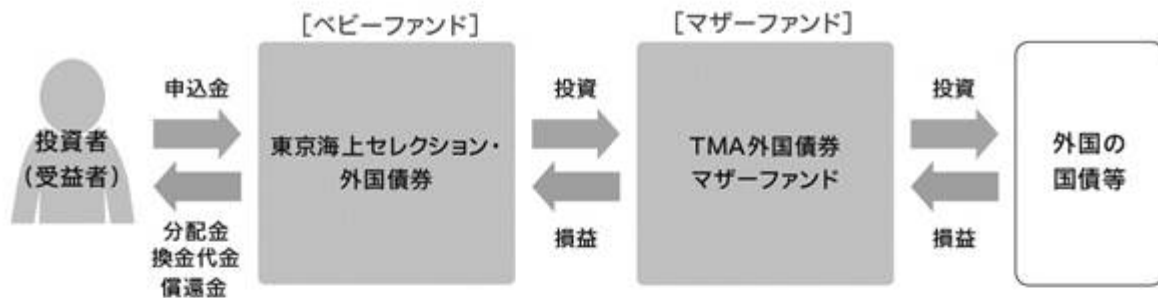 [ベビーファンド]
[マザーファンド]
投資者
(受益者)
申込金
分配金
換金代金
償還金
東京海上セレクション・
外国債券
投資
損益
TMA外国債券
マザーファンド
投資
損益
外国の
国債等